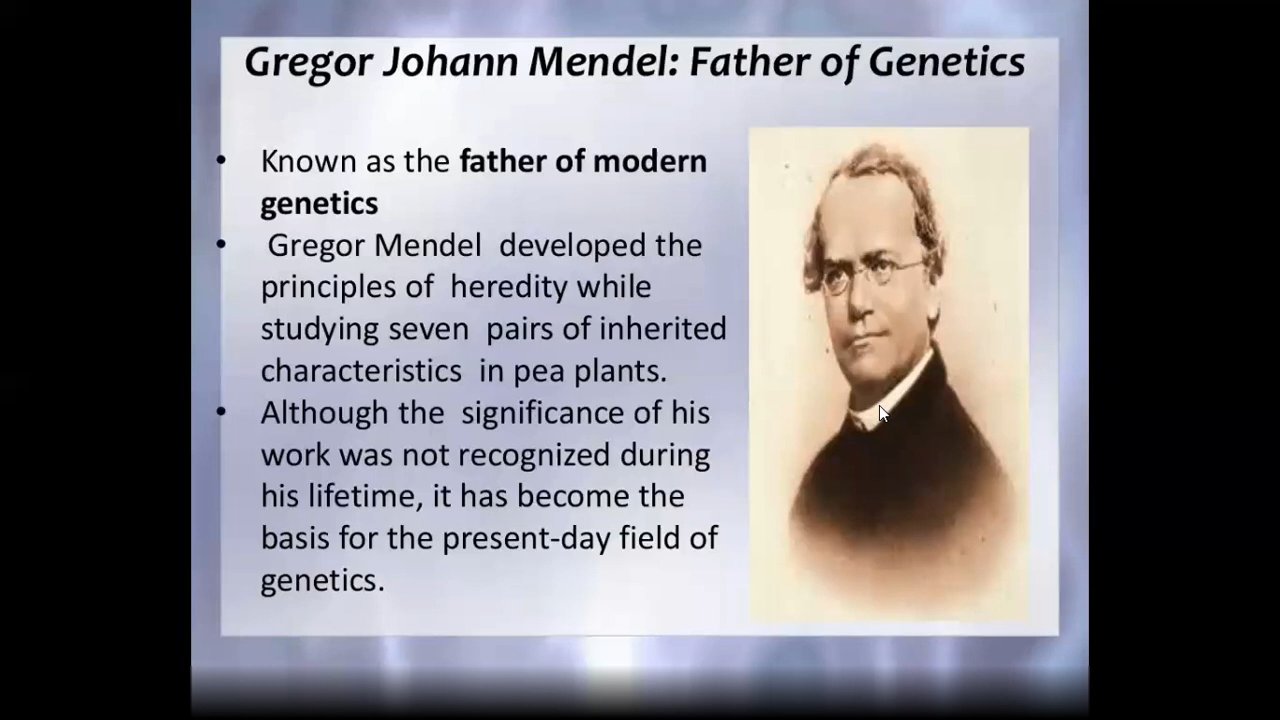 Gregor Johann Mendel: Father of Genetics
• Known as the father of modern
genetics
• Gregor Mendel developed the
principles of heredity while
studying seven pairs of inherited
characteristics in pea plants.
• Although the significance of his
work was not recognized during
his lifetime, it has become the
basis for the present-day field of
genetics.